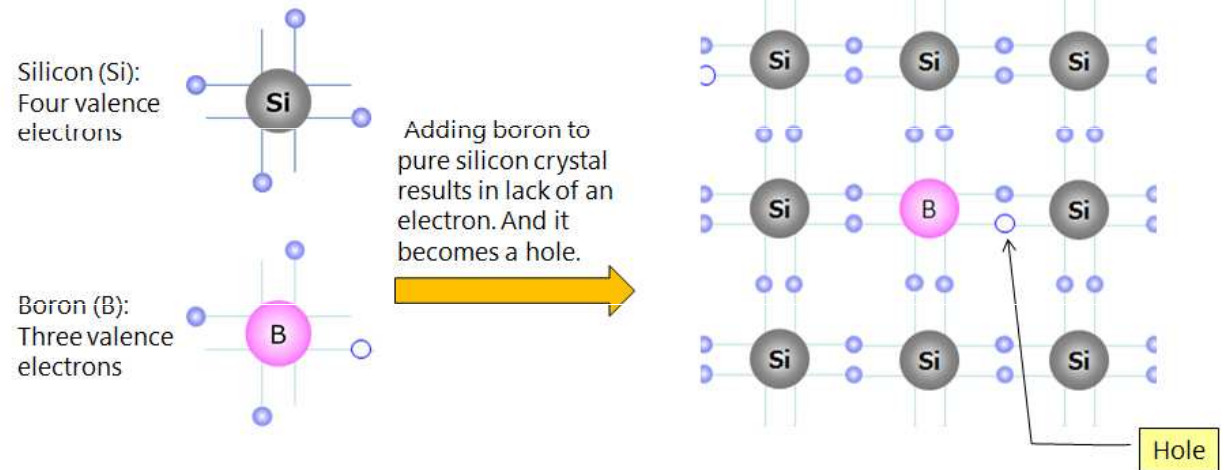 Silicon (Si):
Four valence
electrons
Si
Boron (B):
Three valence
electrons
B
Adding boron to
pure silicon crystal
results in lack of an
electron. And it
becomes a hole.
Si
Si
Si
Si
B
Si
Si
Si
Si
Hole